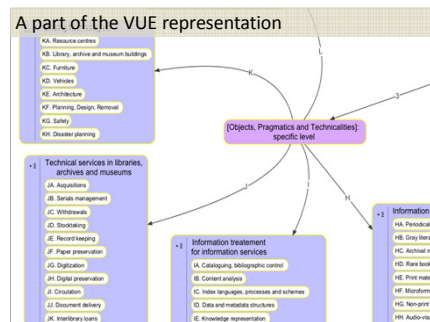 A part of the VUE representation
KA. Resource centres
KB. Library, archive and museum buildings
KC. Furniture
KD. Vehicles
KE. Architecture
KF. Planning, Design, Removal
KG. Safety
KH. Disaster planning
L
K
J
[Objects, Pragmatics and Technicalities]:
specific level
J
I
H
Technical services in libraries,
archives and museums
JA. Acquisitions
JB. Serials management
JC. Withdrawals
JD. Stocktaking
JE. Record keeping
JF. Paper preservation
JG. Digitization
JH. Digital preservation
JI. Circulation
JJ. Document delivery
JK. Interlibrary loans
Information treatement
for information services
IA. Cataloguing, bibliographic control
IB. Content analysis
IC. Index languages, processes and schemes
ID. Data and metadata structures
IE. Knowledge representation
Information
HA. Periodical
HB. Gray litera
HC. Archival m
HD. Rare book
HE. Print mate
HF. Microform
HG. Non-print
HH. Audio-vis